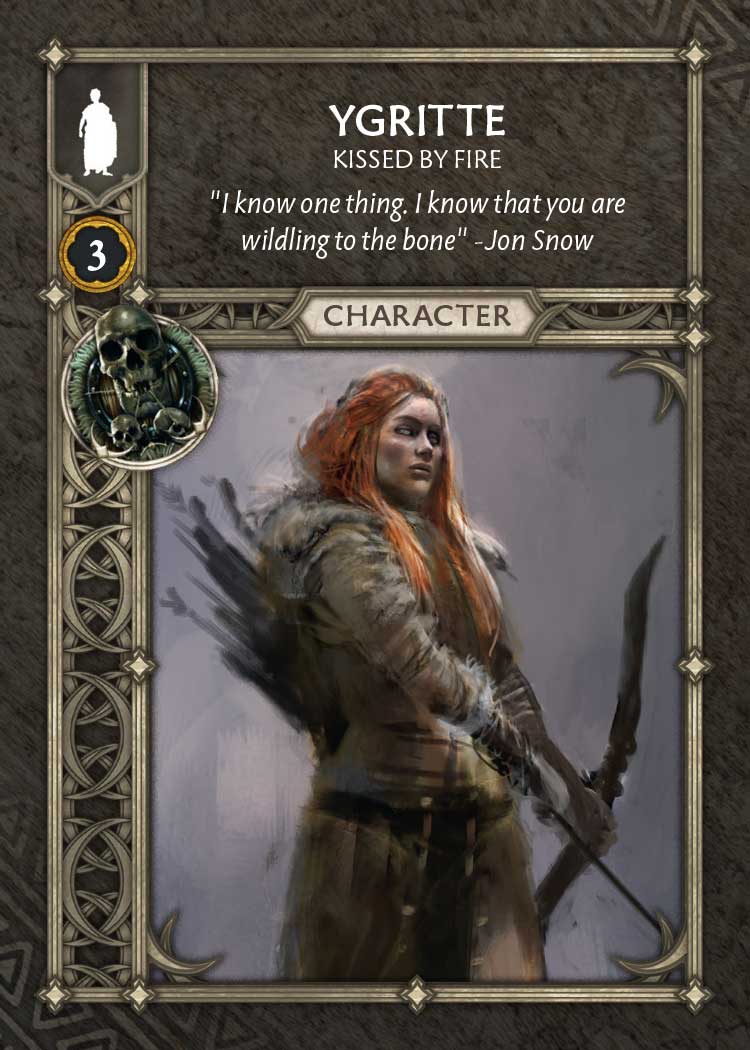 YGRITTE
KISSED BY FIRE
"I know one thing. I know that you are
wildling to the bone" -Jon Snow
3
CHARACTER